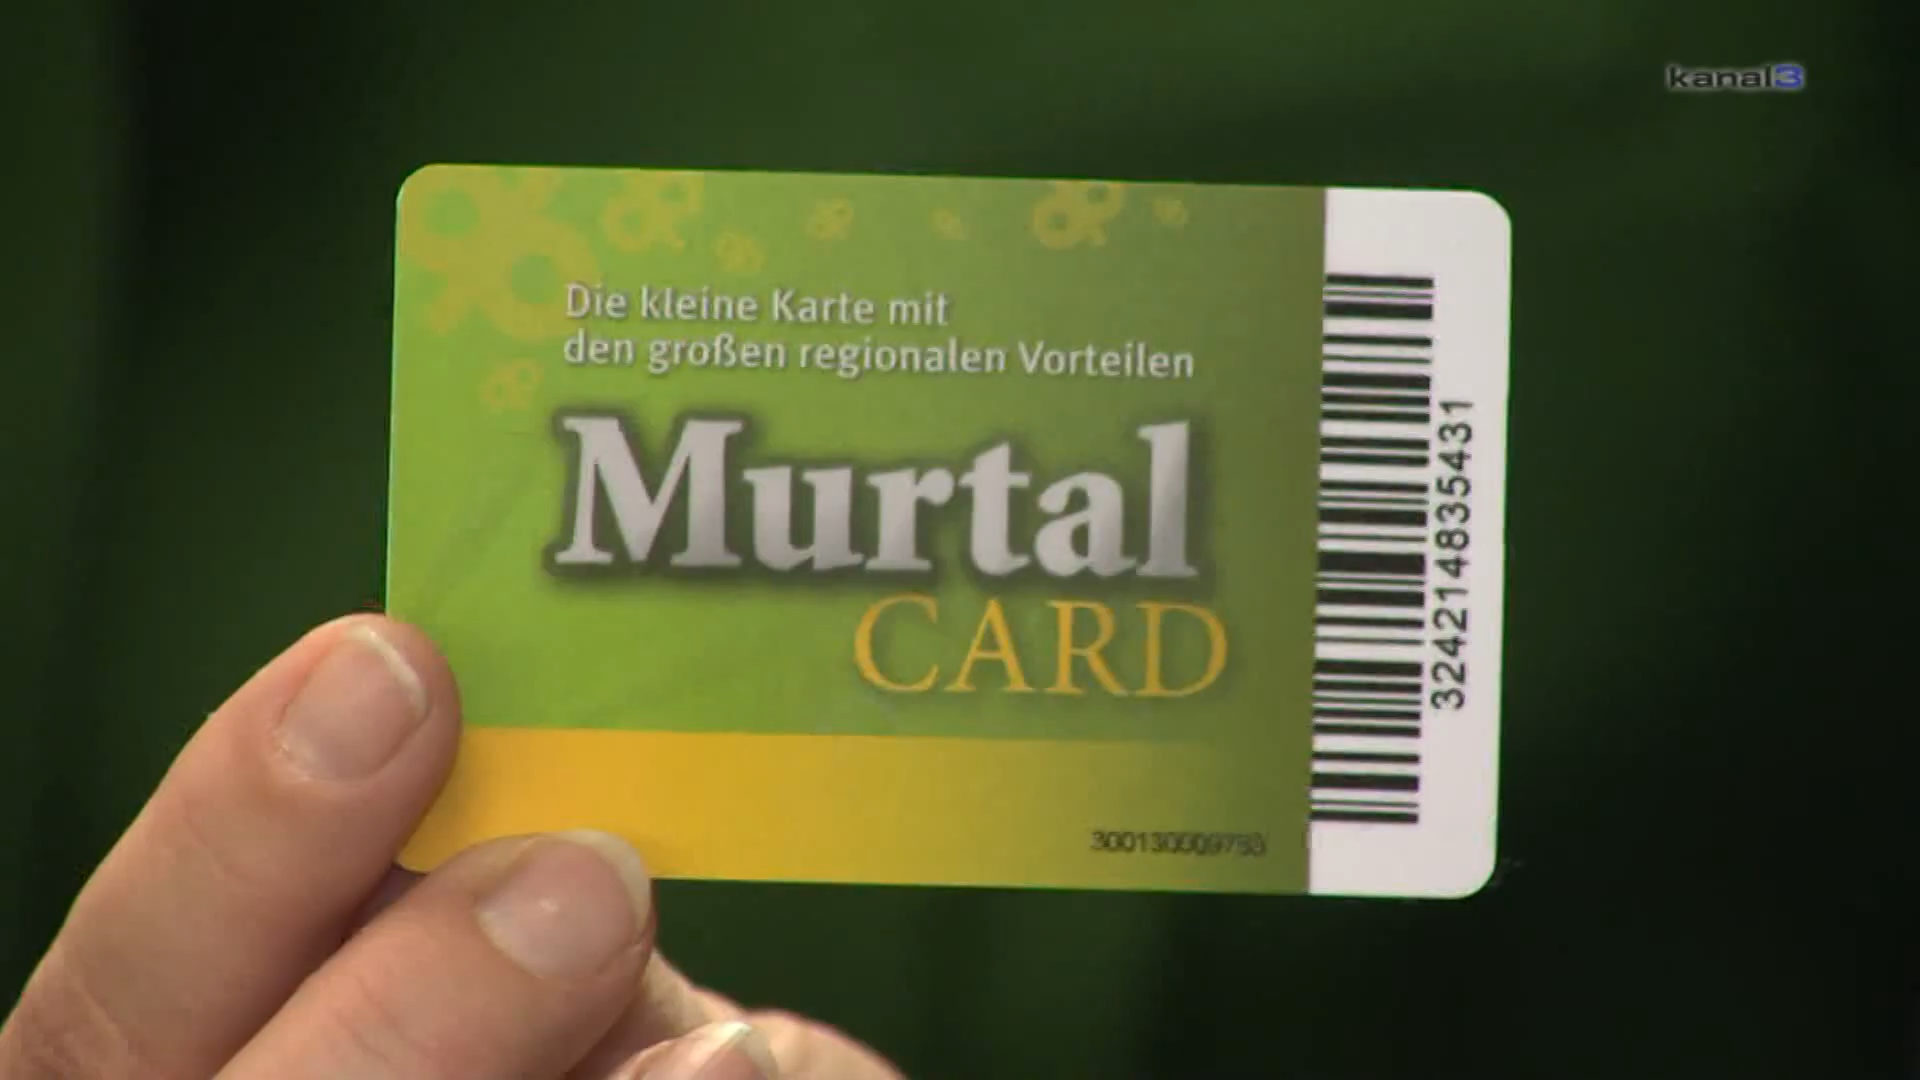 kanal3
Die kleine Karte mit
den großen regionalen Vorteilen
Murtal
CARD
324214835431